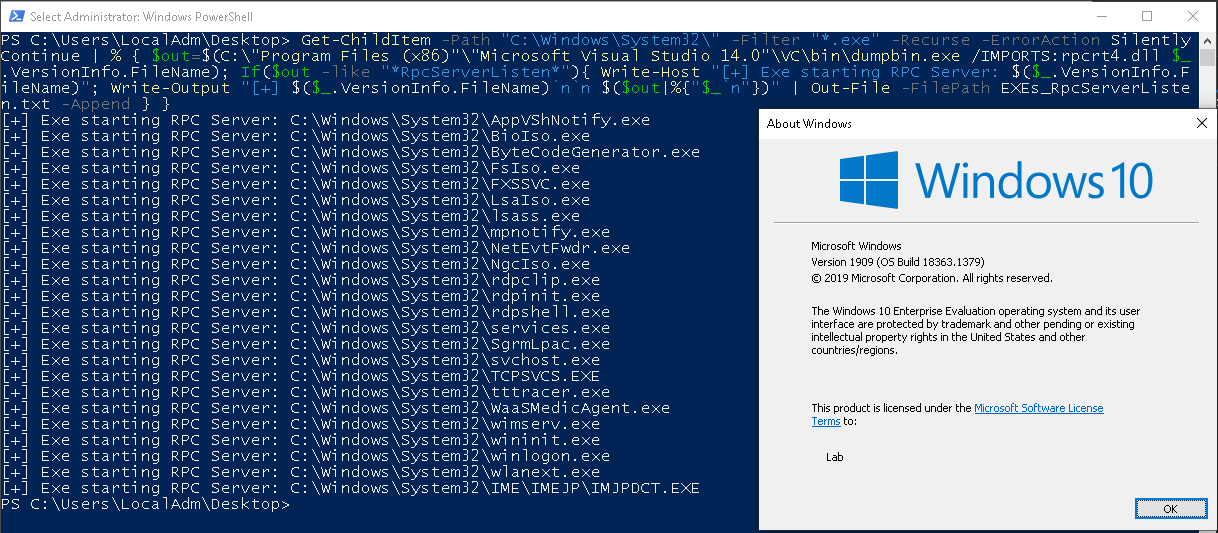 Select Administrator: Windows PowerShell
PS C:\Users\LocalAdm\Desktop> Get-ChildItem -Path "C:\Windows\System32\" -Filter "*.exe" -Recurse -ErrorAction Silently
Continue | % { $out=$(C:\"Program Files (x86)"\"Microsoft Visual Studio 14.0"\VC\bin\dumpbin.exe /IMPORTS:rpcrt4.dll $_
.VersionInfo.FileName); If($out -like "*RpcServerListen*"){ Write-Host "[+] Exe starting RPC Server: $($_.VersionInfo.F
ileName)"; Write-Output "[+] $($_.VersionInfo.FileName)`n`n $($out|%{"$_`n"})" | Out-File -FilePath EXEs_RpcServerListe
n.txt -Append } }
[+] Exe starting RPC Server: C:\Windows\System32\AppVShNotify.exe
[+] Exe starting RPC Server: C:\Windows\System32\BioIso.exe
[+] Exe starting RPC Server: C:\Windows\System32\ByteCodeGenerator.exe
[+] Exe starting RPC Server: C:\Windows\System32\FsIso.exe
[+] Exe starting RPC Server: C:\Windows\System32\FXSSVC.exe
[+] Exe starting RPC Server: C:\Windows\System32\LsaIso.exe
[+] Exe starting RPC Server: C:\Windows\System32\lsass.exe
[+] Exe starting RPC Server: C:\Windows\System32\mpnotify.exe
[+] Exe starting RPC Server: C:\Windows\System32\NetEvtFwdr.exe
[+] Exe starting RPC Server: C:\Windows\System32\NgcIso.exe
[+] Exe starting RPC Server: C:\Windows\System32\rdpclip.exe
[+] Exe starting RPC Server: C:\Windows\System32\rdpinit.exe
[+] Exe starting RPC Server: C:\Windows\System32\rdpshell.exe
[+] Exe starting RPC Server: C:\Windows\System32\services.exe
[+] Exe starting RPC Server: C:\Windows\System32\SgrmLpac.exe
[+] Exe starting RPC Server: C:\Windows\System32\svchost.exe
[+] Exe starting RPC Server: C:\Windows\System32\TCPSVCS.EXE
[+] Exe starting RPC Server: C:\Windows\System32\tttracer.exe
[+] Exe starting RPC Server: C:\Windows\System32\WaaSMedicAgent.exe
[+] Exe starting RPC Server: C:\Windows\System32\wimserv.exe
[+] Exe starting RPC Server: C:\Windows\System32\wininit.exe
[+] Exe starting RPC Server: C:\Windows\System32\winlogon.exe
[+] Exe starting RPC Server: C:\Windows\System32\wlanext.exe
[+] Exe starting RPC Server: C:\Windows\System32\IME\IMEJP\IMJPDCT.EXE
PS C:\Users\LocalAdm\Desktop>
About Windows
Windows 10
Microsoft Windows
Version 1909 (OS Build 18363.1379)
© 2019 Microsoft Corporation. All rights reserved.
The Windows 10 Enterprise Evaluation operating system and its user
interface are protected by trademark and other pending or existing
intellectual property rights in the United States and other
countries/regions.
This product is licensed under the Microsoft Software License
Terms to:
Lab
OK